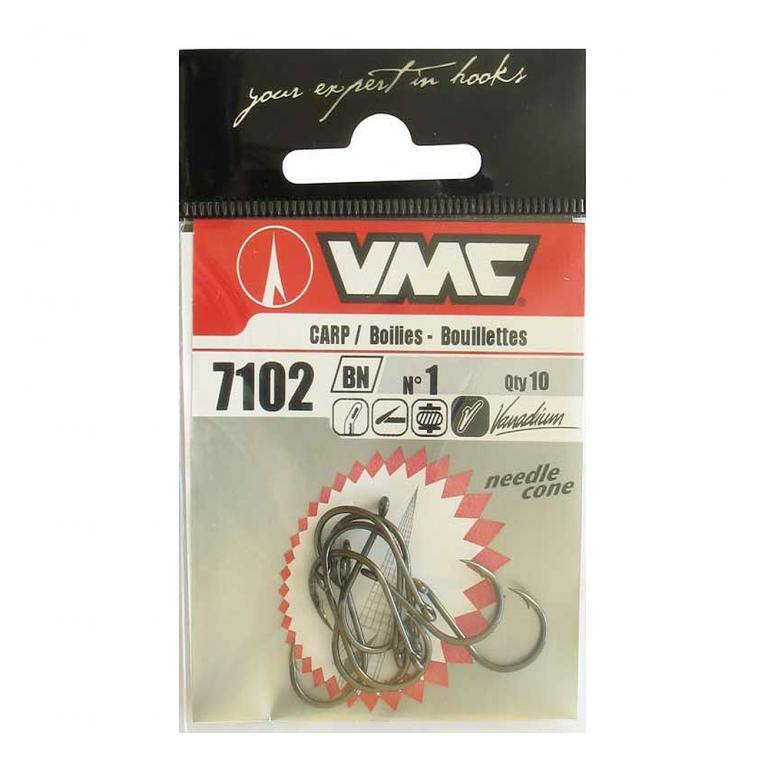 your expert in hooks
VMC
CARP / Boilies - Bouillettes
7102 BN N° 1 Qty 10
Vanadium
needle
cone